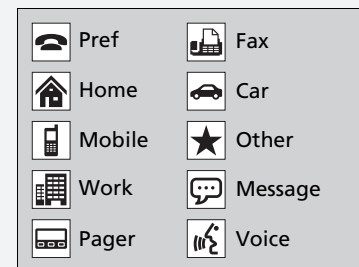 Pref
Fax
Home
Car
Mobile
Other
Work
Message
Pager
Voice